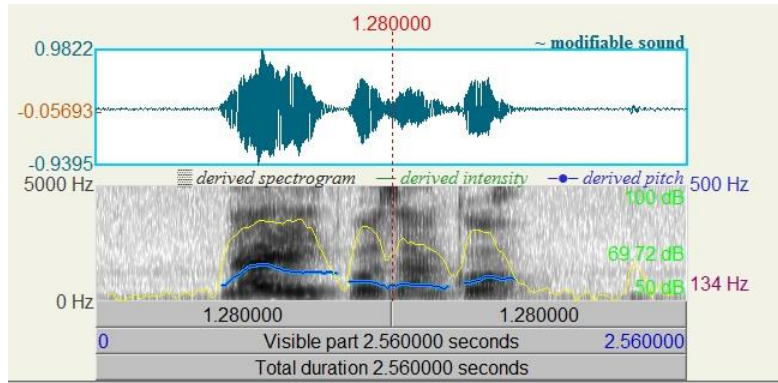 1.280000
0.9822
~ modifiable sound
-0.05693
-0.9395
derived spectrogram derived intensity derived pitch
5000 Hz 100 dB 500 Hz
69.72 dB
50 dB 134 Hz
0 Hz
1.280000 1.280000
0 Visible part 2.560000 seconds 2.560000
Total duration 2.560000 seconds